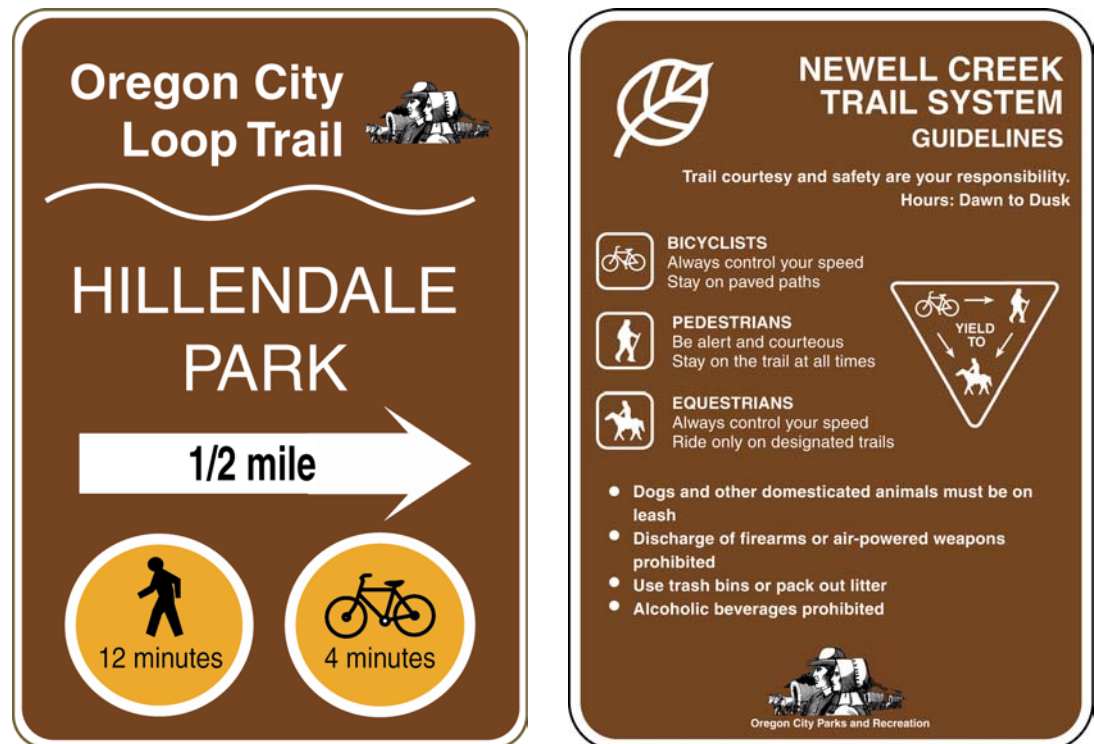 Oregon City
Loop Trail
HILLENDALE
PARK
1/2 mile
12 minutes
4 minutes
NEWELL CREEK
TRAIL SYSTEM
GUIDELINES
Trail courtesy and safety are your responsibility.
Hours: Dawn to Dusk
BICYCLISTS
Always control your speed
Stay on paved paths
PEDESTRIANS
Be alert and courteous
Stay on the trail at all times
EQUESTRIANS
Always control your speed
Ride only on designated trails
YIELD
TO
Dogs and other domesticated animals must be on
leash
Discharge of firearms or air-powered weapons
prohibited
Use trash bins or pack out litter
Alcoholic beverages prohibited
Oregon City Parks and Recreation